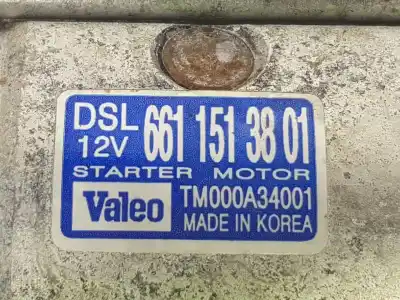 DSL 661 151 38 01
12V
STARTER MOTOR
Valeo TM000A34001
MADE IN KOREA